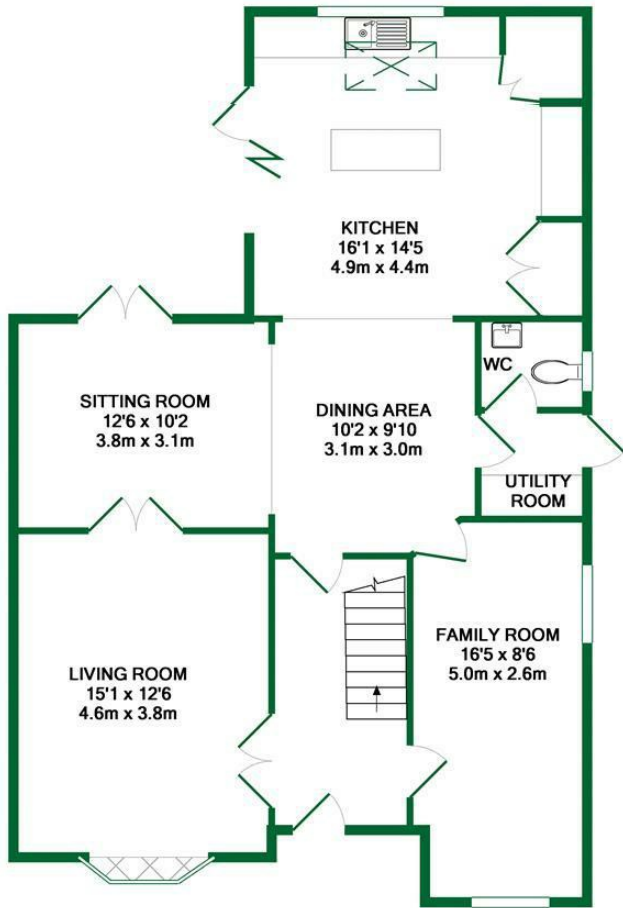 KITCHEN
16'1 x 14'5
4.9m x 4.4m
SITTING ROOM
12'6 x 10'2
3.8m x 3.1m
DINING AREA
10'2 x 9'10
3.1m x 3.0m
WC
UTILITY
ROOM
LIVING ROOM
15'1 x 12'6
4.6m x 3.8m
FAMILY ROOM
16'5 x 8'6
5.0m x 2.6m